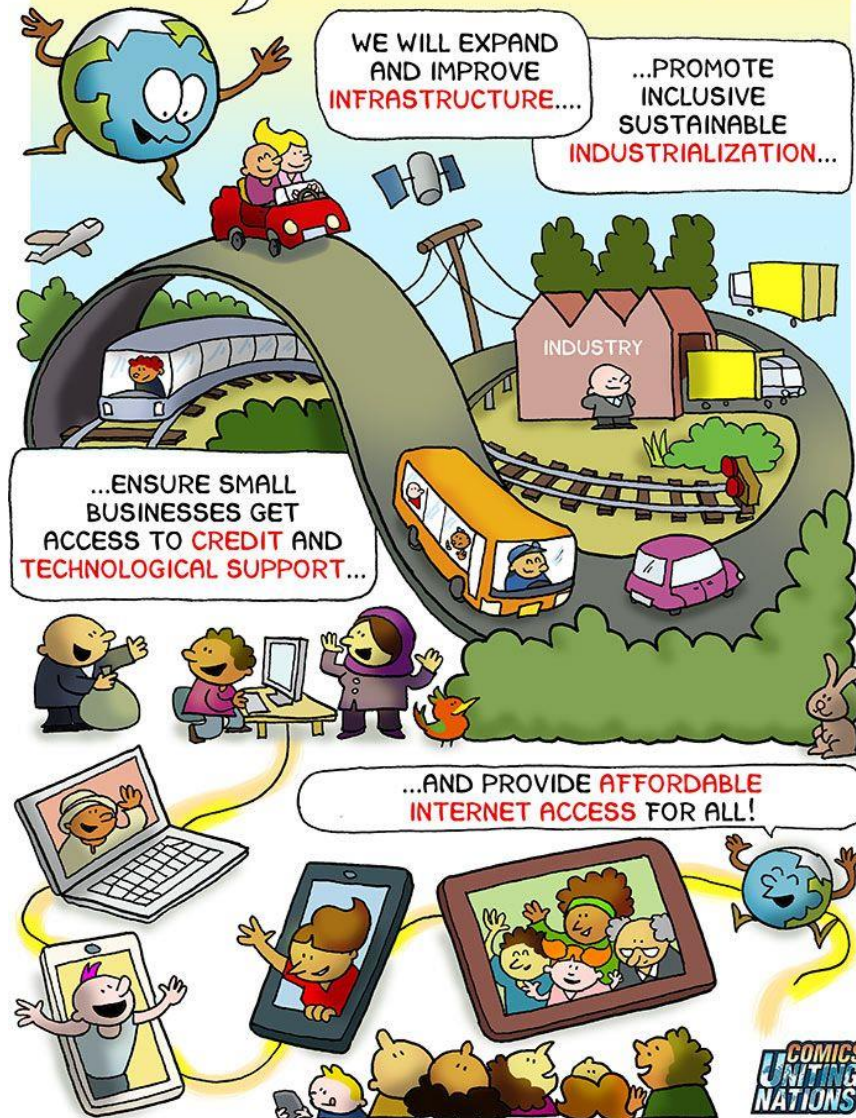 WE WILL EXPAND
AND IMPROVE
INFRASTRUCTURE....
...PROMOTE
INCLUSIVE
SUSTAINABLE
INDUSTRIALIZATION...
INDUSTRY
...ENSURE SMALL
BUSINESSES GET
ACCESS TO CREDIT AND
TECHNOLOGICAL SUPPORT...
...AND PROVIDE AFFORDABLE
INTERNET ACCESS FOR ALL!
COMICS
UNITING
NATIONS